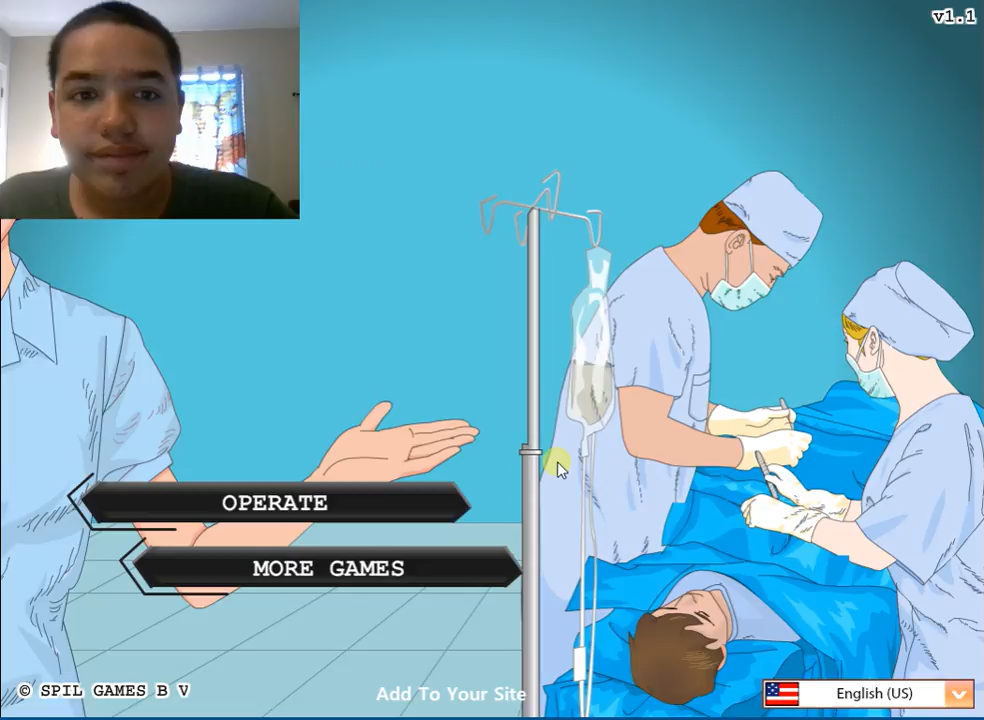 v1.1
OPERATE
MORE GAMES
© SPIL GAMES B V
Add To Your Site
English (US)